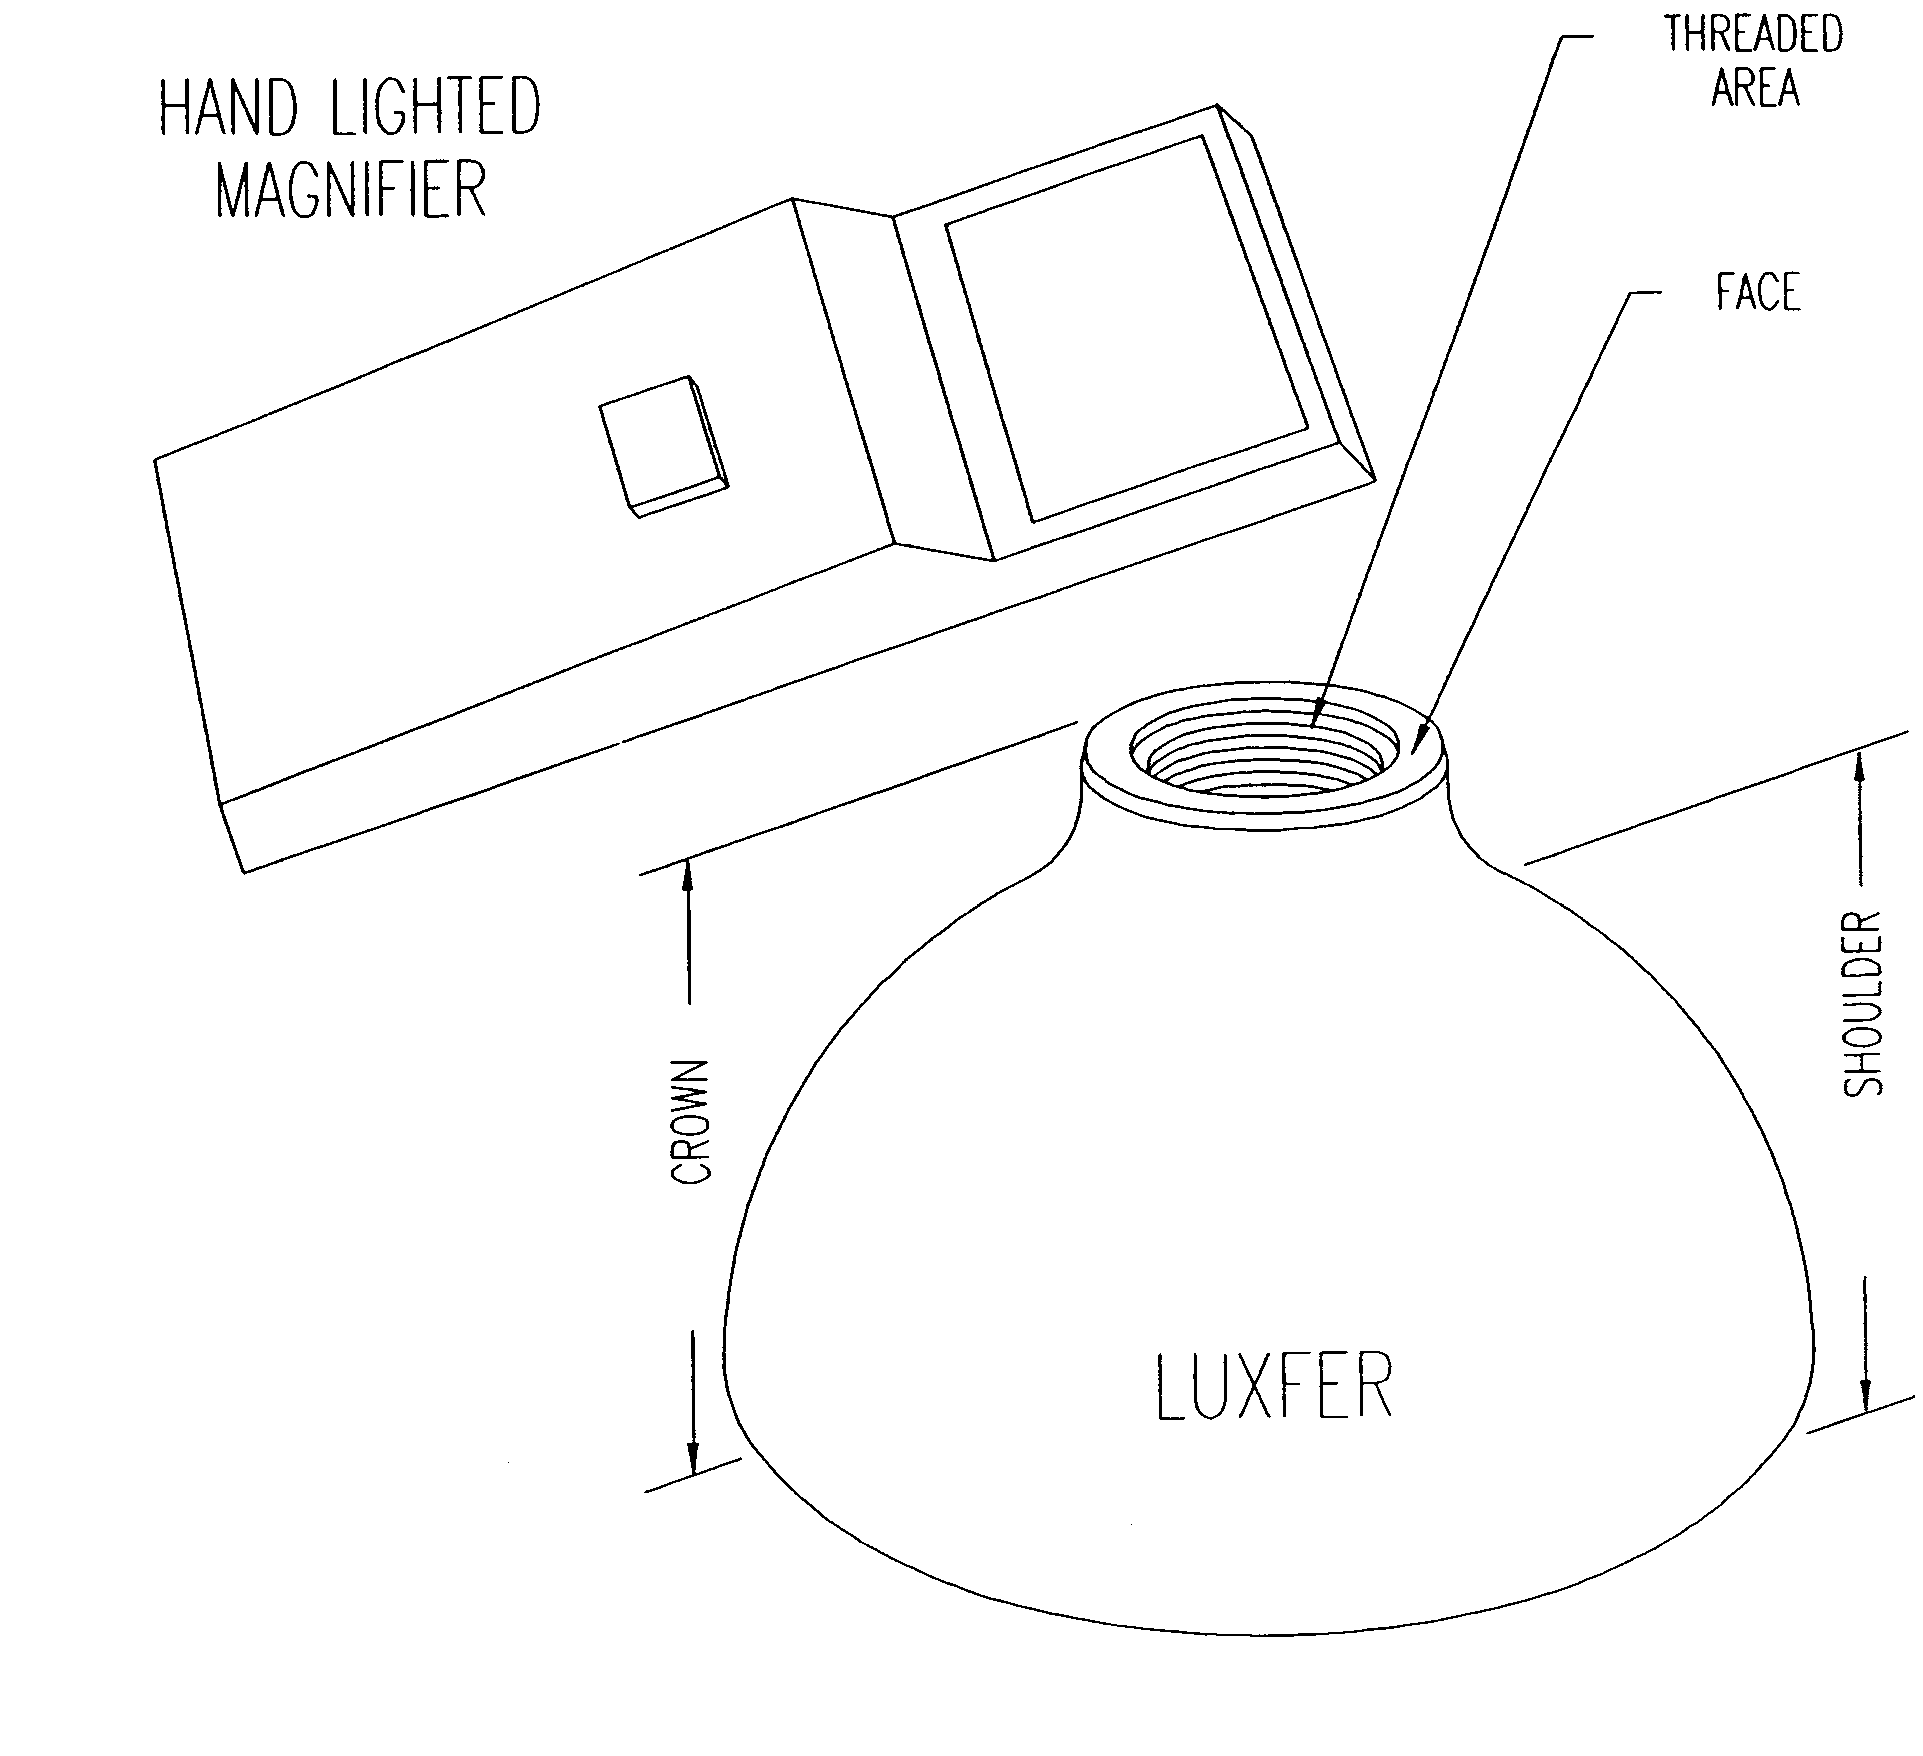 THREADED
AREA
HAND LIGHTED
MAGNIFIER
FACE
SHOULDER
CROWN
LUXFER